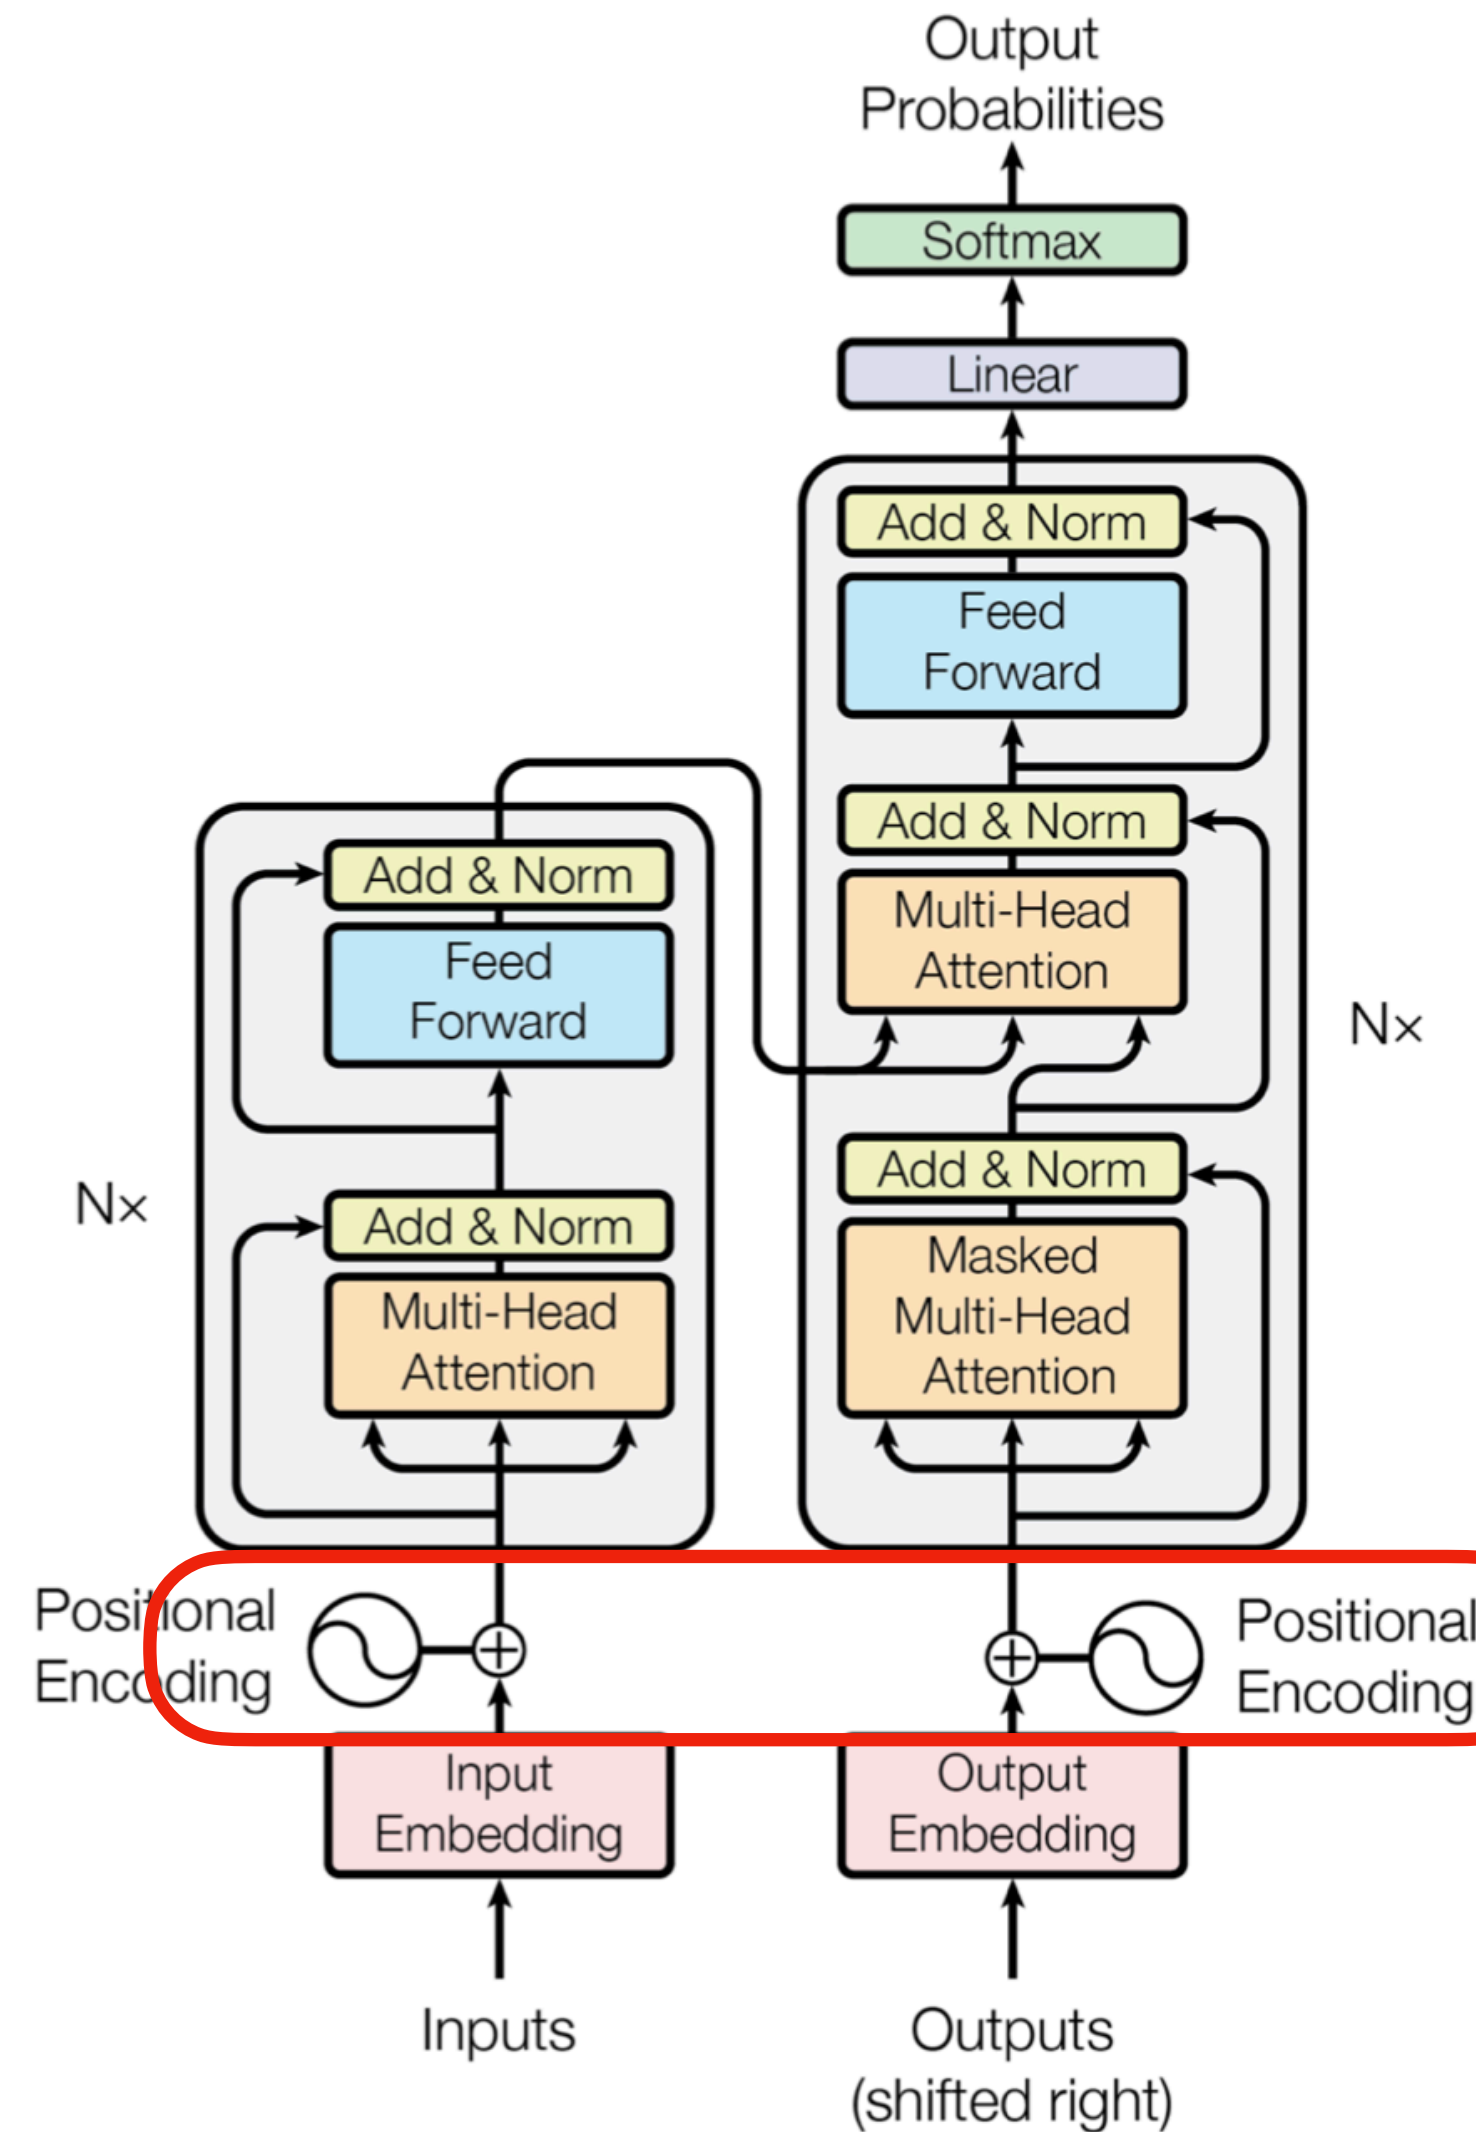 Output
Probabilities
Softmax
Linear
Add & Norm
Feed
Forward
Add & Norm
Multi-Head
Attention
Nx
Add & Norm
Masked
Multi-Head
Attention
Add & Norm
Feed
Forward
Nx
Add & Norm
Multi-Head
Attention
Positional
Encoding
Positional
Encoding
Input
Embedding
Output
Embedding
Inputs
Outputs
(shifted right)